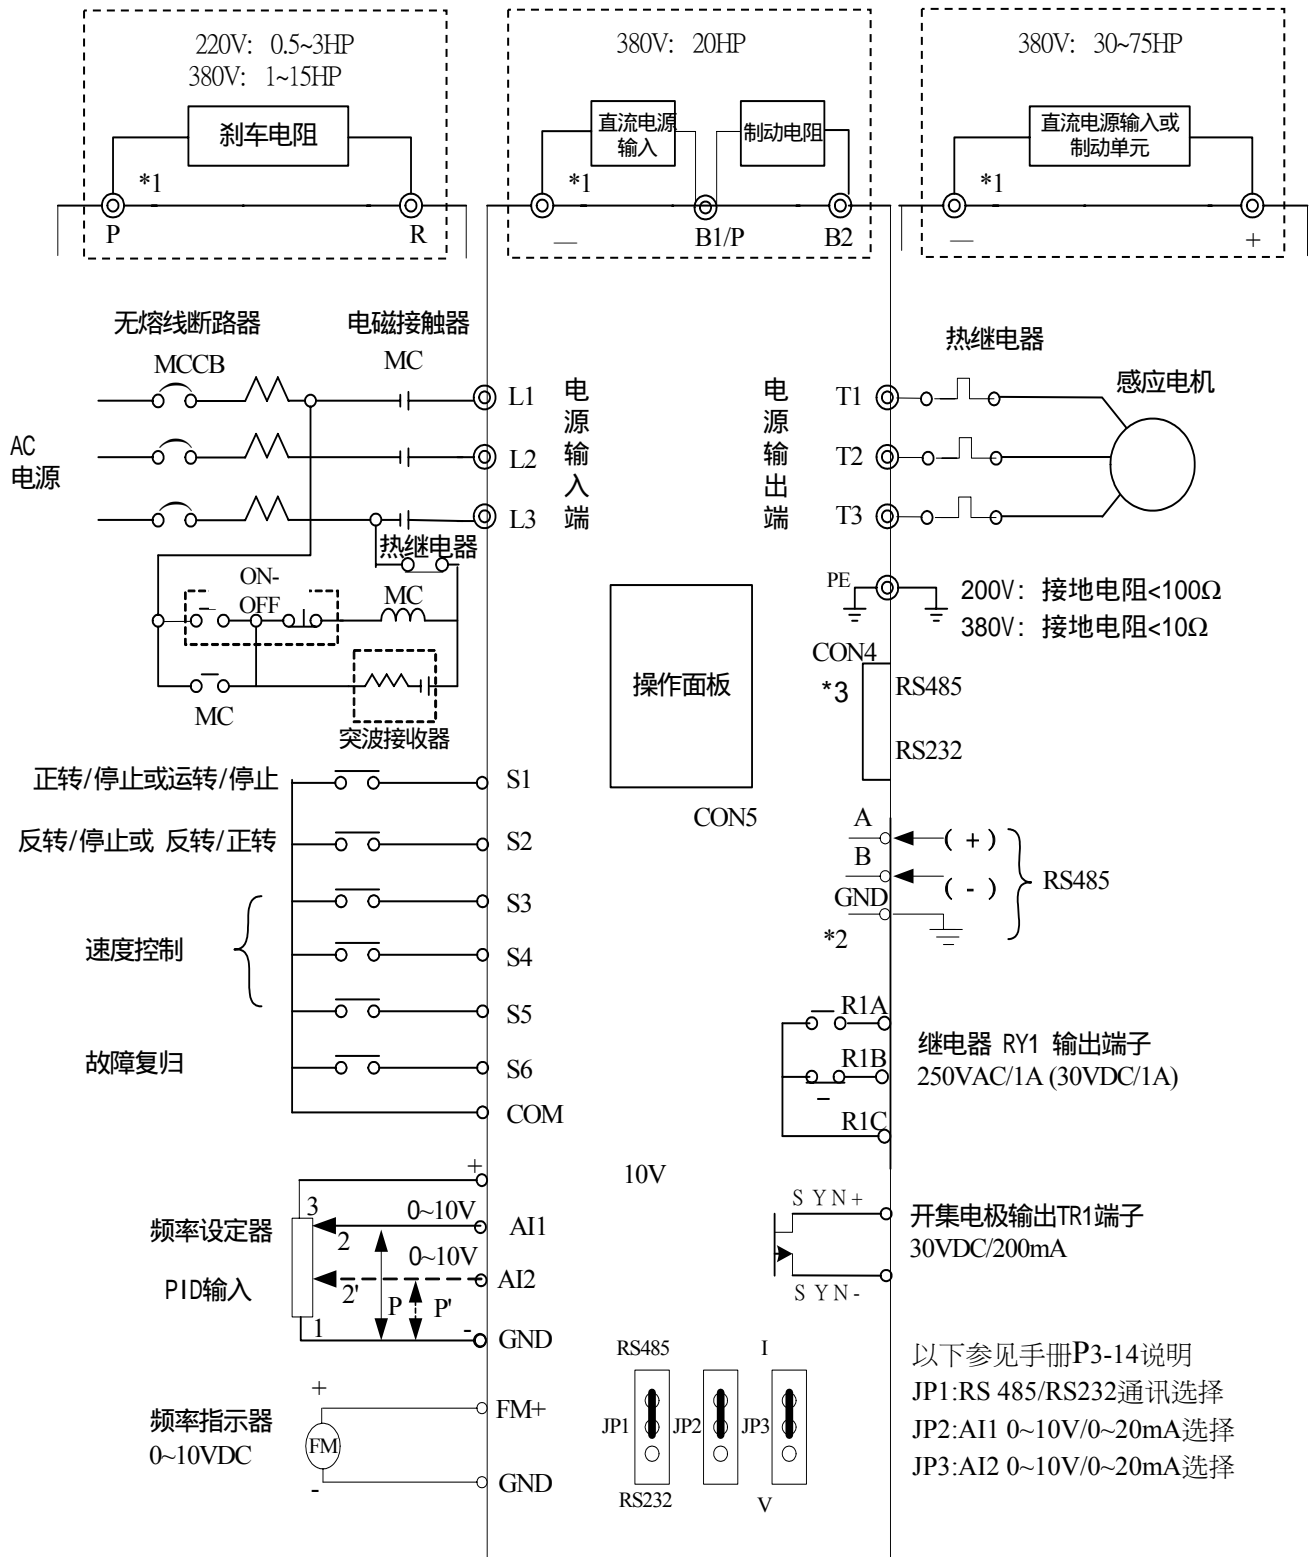 220V: 0.5~3HP
380V: 1~15HP
刹车电阻
*1
P
R
380V: 20HP
直流电源
输入
制动电阻
*1
—
B1/P
B2
380V: 30~75HP
直流电源输入或
制动单元
*1
—
+
无熔线断路器
MCCB
电磁接触器
MC
AC
电源
L1
L2
L3
电源输入端
电源输出端
T1
T2
T3
热继电器
感应电机
热继电器
ON-
OFF
MC
MC
突波接收器
PE
200V: 接地电阻<100Ω
380V: 接地电阻<10Ω
操作面板
CON5
CON4
*3
RS485
RS232
正转/停止或运转/停止
S1
反转/停止或 反转/正转
S2
速度控制
S3
S4
S5
故障复归
S6
COM
A
( + )
B
( - )
GND
*2
RS485
R1A
R1B
R1C
继电器 RY1 输出端子
250VAC/1A (30VDC/1A)
+
10V
3
0~10V
频率设定器
2
AI1
0~10V
PID输入
2'
P
P'
AI2
1
-
GND
SYN+
SYN-
开集电极输出TR1端子
30VDC/200mA
+
频率指示器
0~10VDC
FM
-
FM+
GND
RS485
I
JP1
JP2
JP3
RS232
V
以下参见手册P3-14说明
JP1:RS 485/RS232通讯选择
JP2:AI1 0~10V/0~20mA选择
JP3:AI2 0~10V/0~20mA选择